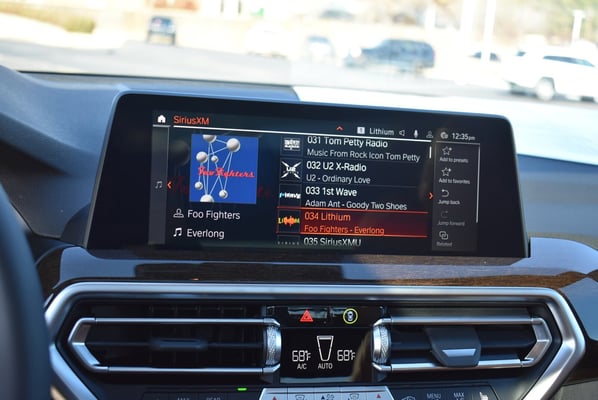 SiriusXM
Lithium
12:35pm
Foo Fighters
Foo Fighters
Everlong
031 Tom Petty Radio
Music From Rock Icon Tom Petty
032 U2 X-Radio
U2 - Ordinary Love
033 1st Wave
Adam Ant - Goody Two Shoes
034 Lithium
Foo Fighters - Everlong
035 SiriusXMU
Add to presets
Add to favorites
Jump back
Jump forward
Related
68°
68°
A/C
AUTO
MENU
MAX